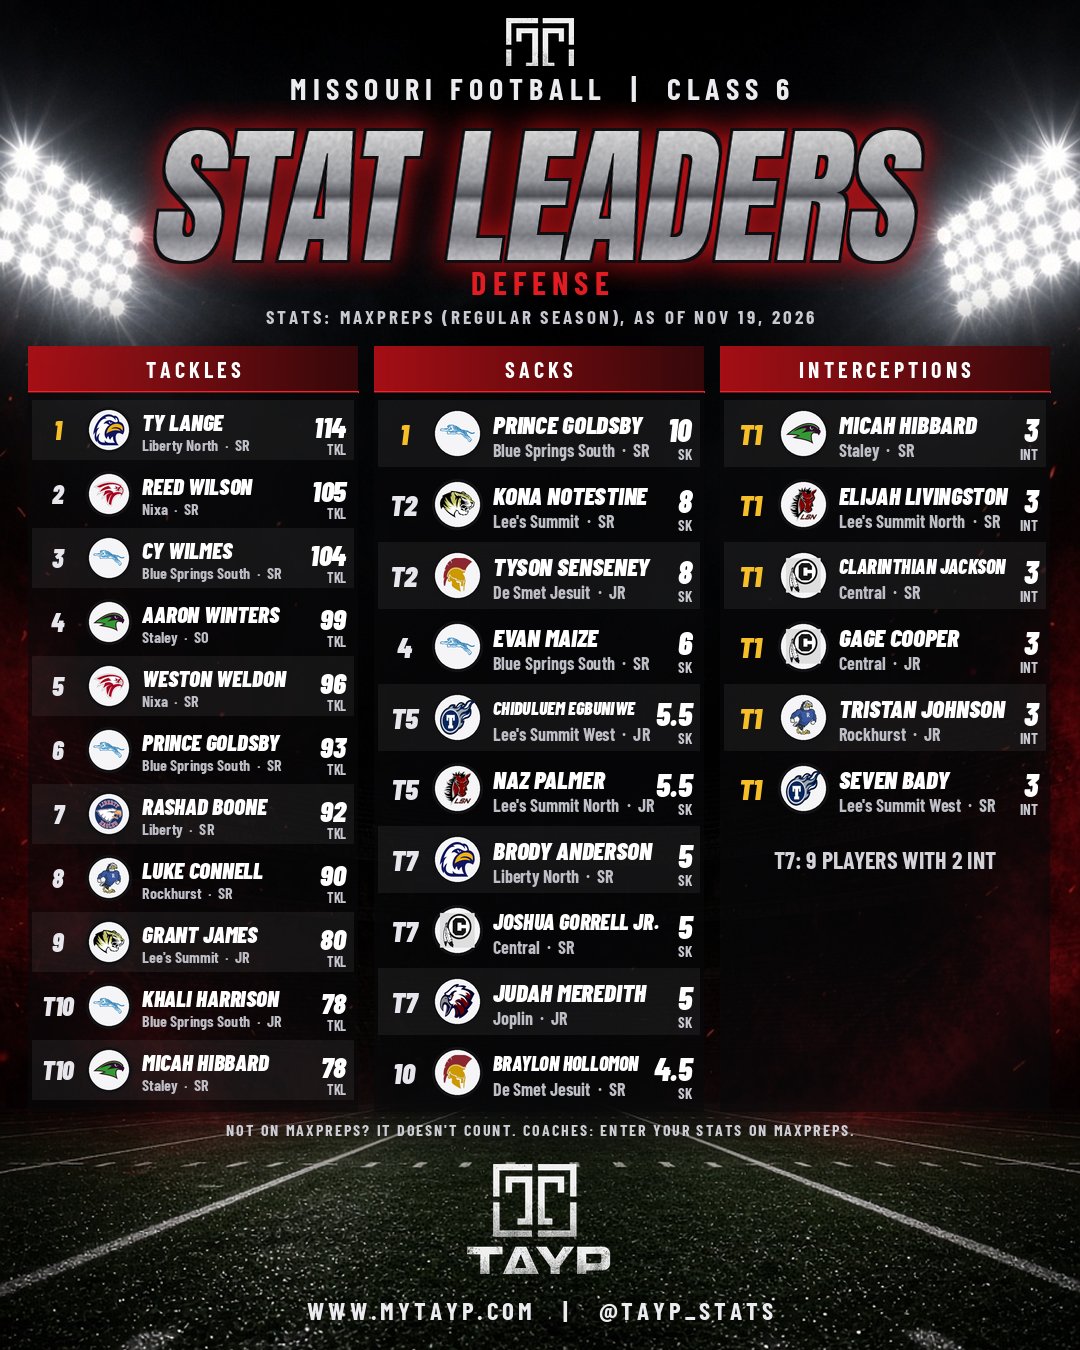 MISSOURI FOOTBALL | CLASS 6
STAT LEADERS
DEFENSE
STATS: MAXPREPS (REGULAR SEASON), AS OF NOV 19, 2026
TACKLES
1 TY LANGE 114
Liberty North · SR TKL
2 REED WILSON 105
Nixa · SR TKL
3 CY WILMES 104
Blue Springs South · SR TKL
4 AARON WINTERS 99
Staley · SO TKL
5 WESTON WELDON 96
Nixa · SR TKL
6 PRINCE GOLDSBY 93
Blue Springs South · SR TKL
7 RASHAD BOONE 92
Liberty · SR TKL
8 LUKE CONNELL 90
Rockhurst · SR TKL
9 GRANT JAMES 80
Lee's Summit · JR TKL
T10 KHALI HARRISON 78
Blue Springs South · JR TKL
T10 MICAH HIBBARD 78
Staley · SR TKL
SACKS
1 PRINCE GOLDSBY 10
Blue Springs South · SR SK
T2 KONA NOTESTINE 8
Lee's Summit · SR SK
T2 TYSON SENSENEY 8
De Smet Jesuit · JR SK
4 EVAN MAIZE 6
Blue Springs South · SR SK
T5 CHIDULUEM EGBUNIWE 5.5
Lee's Summit West · JR SK
T5 NAZ PALMER 5.5
Lee's Summit North · JR SK
T7 BRODY ANDERSON 5
Liberty North · SR SK
T7 JOSHUA GORRELL JR. 5
Central · SR SK
T7 JUDAH MEREDITH 5
Joplin · JR SK
10 BRAYLON HOLLOMON 4.5
De Smet Jesuit · SR SK
INTERCEPTIONS
T1 MICAH HIBBARD 3
Staley · SR INT
T1 ELIJAH LIVINGSTON 3
Lee's Summit North · SR INT
T1 CLARINTHIAN JACKSON 3
Central · SR INT
T1 GAGE COOPER 3
Central · JR INT
T1 TRISTAN JOHNSON 3
Rockhurst · JR INT
T1 SEVEN BADY 3
Lee's Summit West · SR INT
T7: 9 PLAYERS WITH 2 INT
NOT ON MAXPREPS? IT DOESN'T COUNT. COACHES: ENTER YOUR STATS ON MAXPREPS.
TAYP
WWW.MYTAYP.COM | @TAYP_STATS